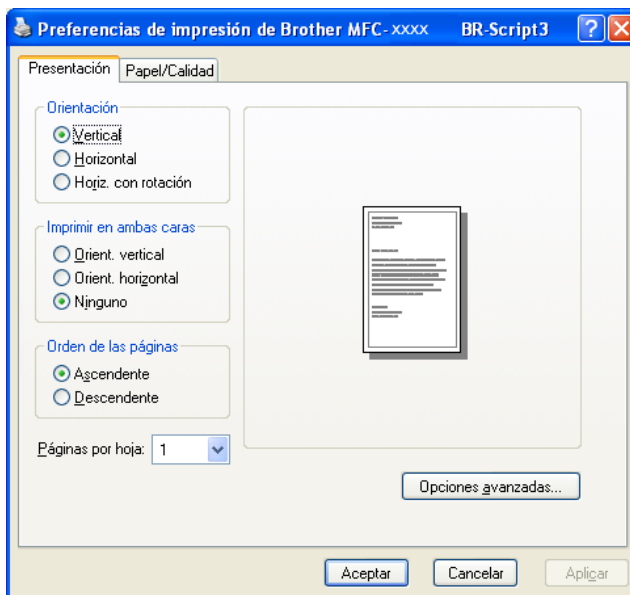 Preferencias de impresión de Brother MFC-xxxx BR-Script3
Presentación Papel/Calidad
Orientación
Vertical
Horizontal
Horiz. con rotación
Imprimir en ambas caras
Orient. vertical
Orient. horizontal
Ninguno
Orden de las páginas
Ascendente
Descendente
Páginas por hoja: 1
Opciones avanzadas...
Aceptar Cancelar Aplicar